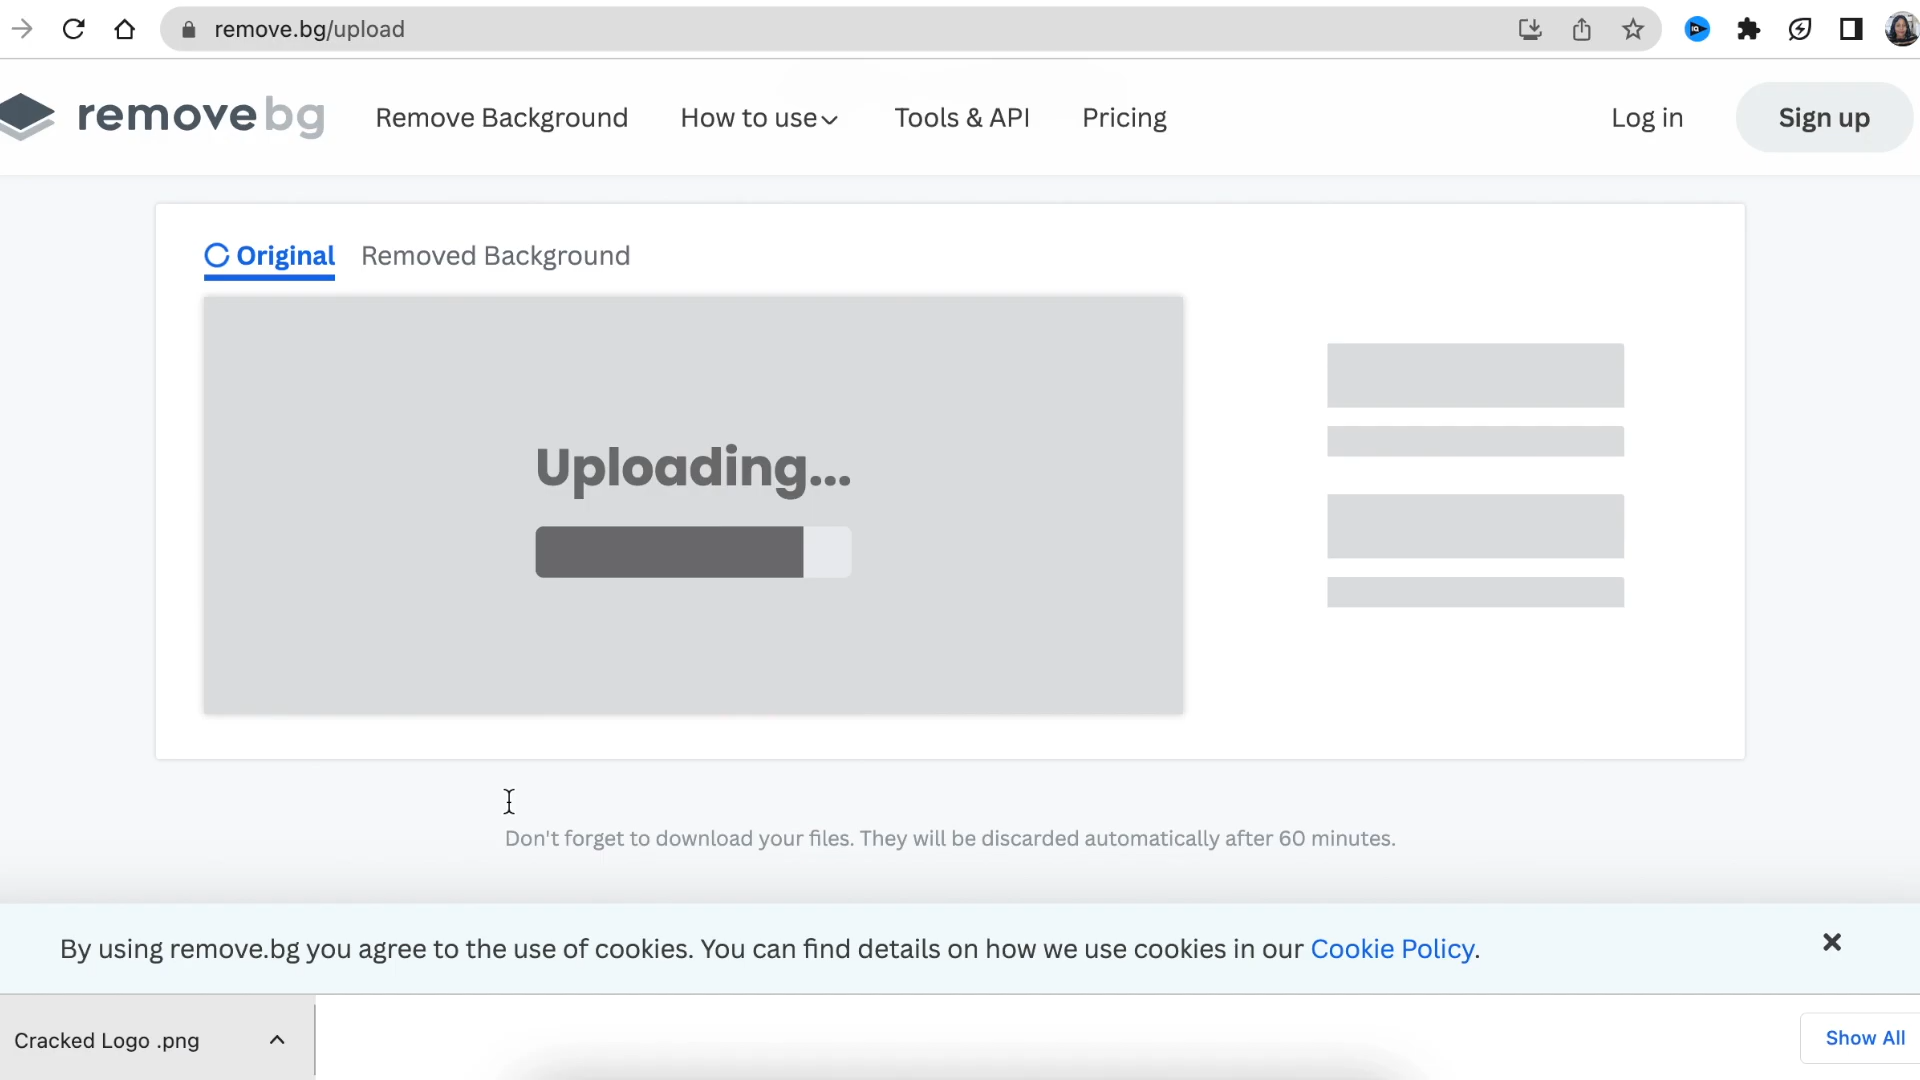 remove.bg/upload
removebg
Remove Background
How to use
Tools & API
Pricing
Log in
Sign up
Original
Removed Background
Uploading...
Don't forget to download your files. They will be discarded automatically after 60 minutes.
By using remove.bg you agree to the use of cookies. You can find details on how we use cookies in our Cookie Policy.
Cracked Logo .png
Show All